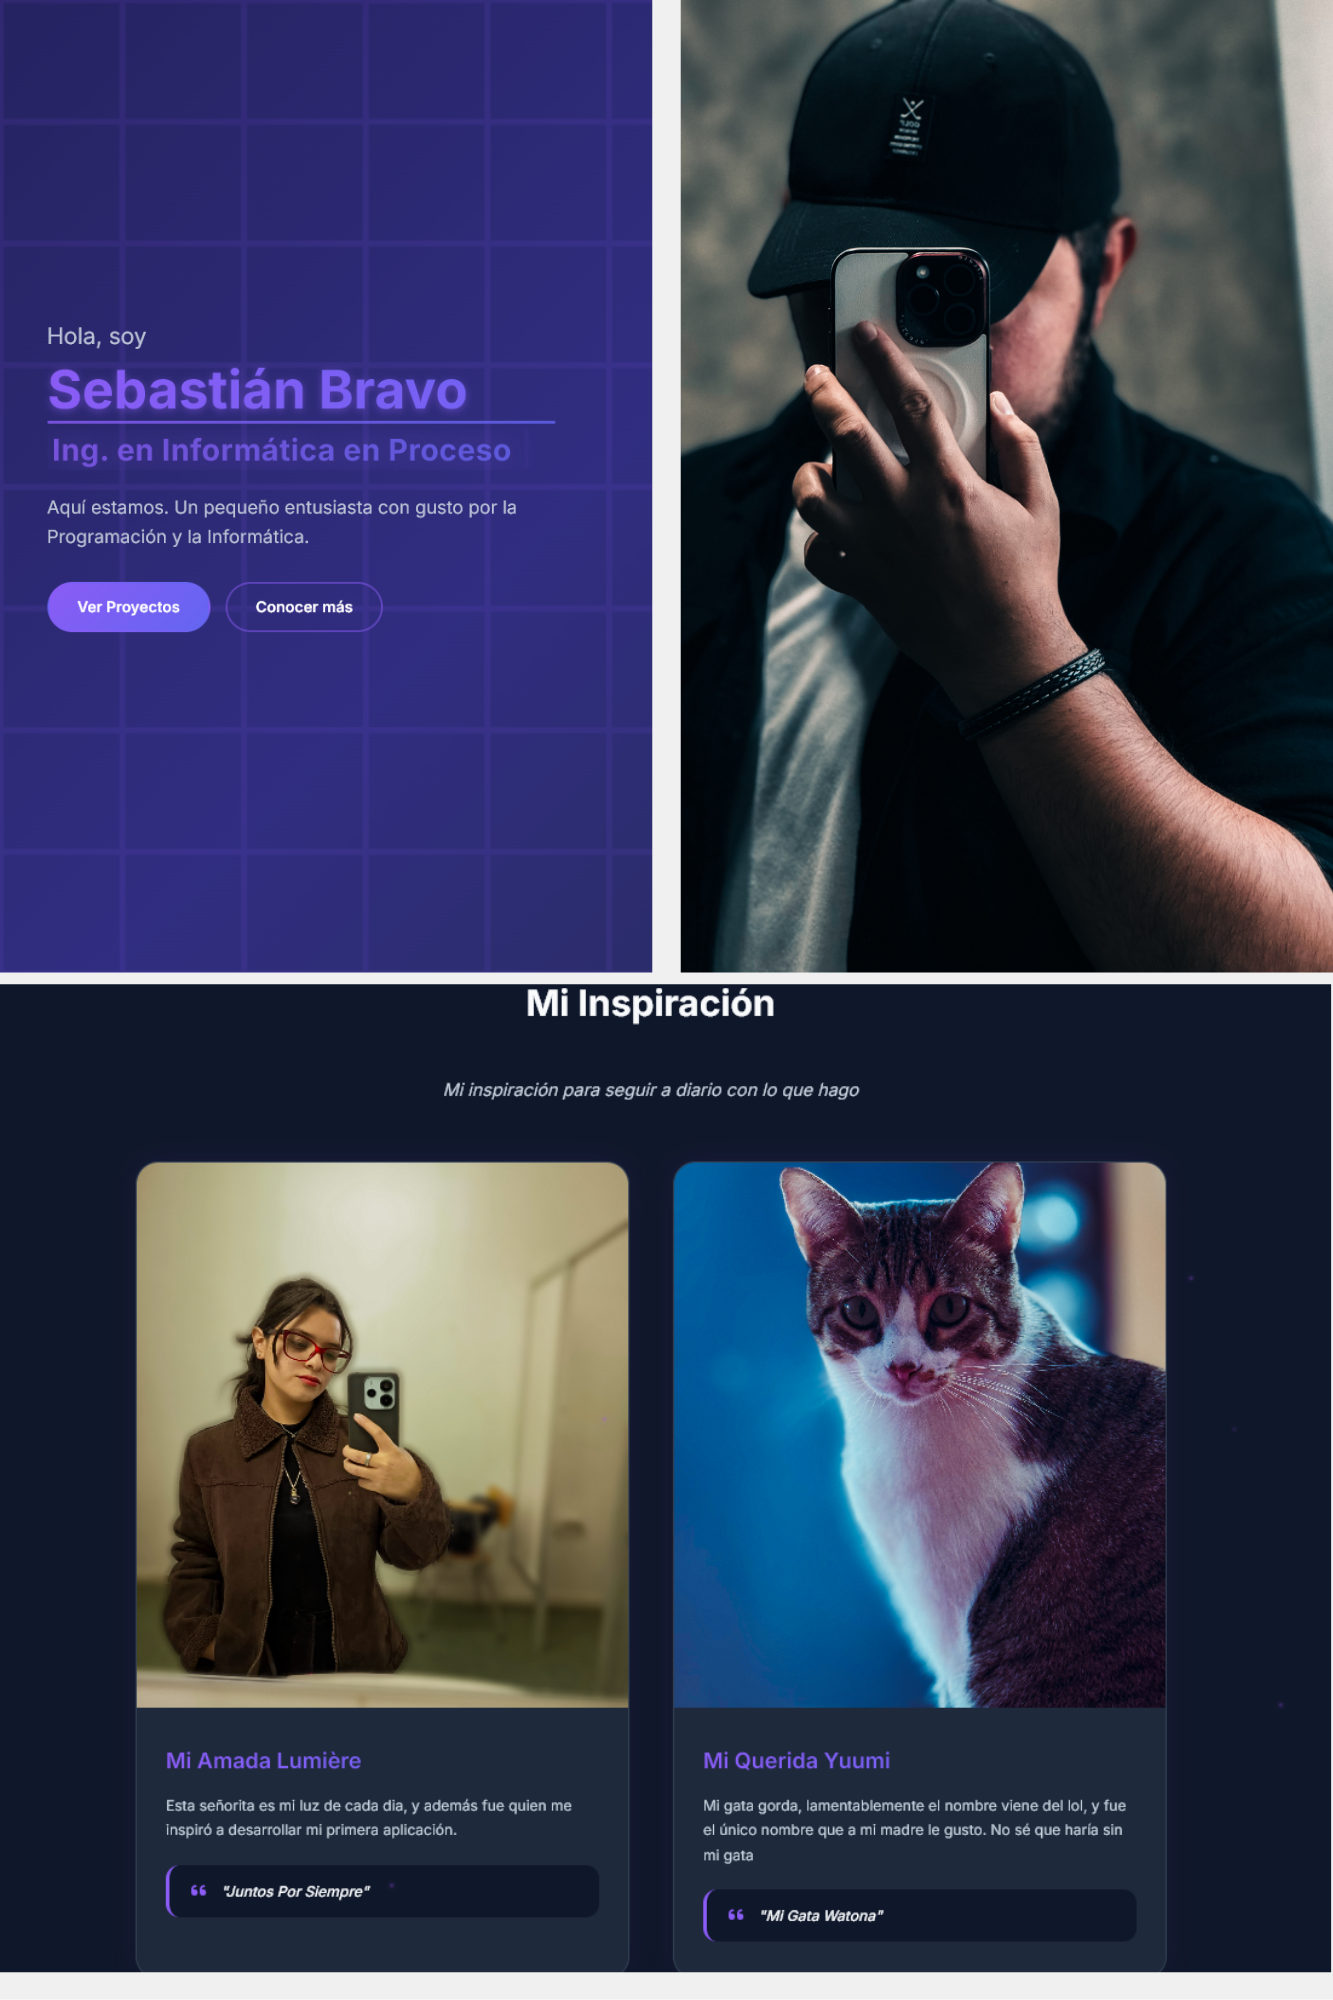 Hola, soy
Sebastián Bravo
Ing. en Informática en Proceso
Aquí estamos. Un pequeño entusiasta con gusto por la
Programación y la Informática.
Ver Proyectos
Conocer más
Mi Inspiración
Mi inspiración para seguir a diario con lo que hago
Mi Amada Lumière
Esta señorita es mi luz de cada dia, y además fue quien me
inspiró a desarrollar mi primera aplicación.
"Juntos Por Siempre"
Mi Querida Yuumi
Mi gata gorda, lamentablemente el nombre viene del lol, y fue
el único nombre que a mi madre le gusto. No sé que haría sin
mi gata
"Mi Gata Watona"